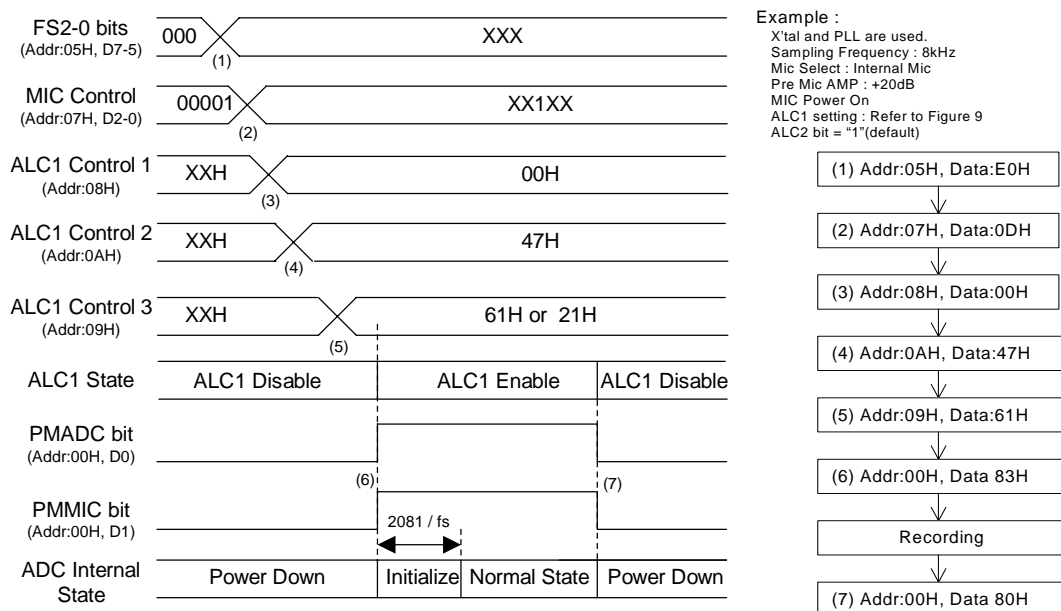 FS2-0 bits
(Addr:05H, D7-5)
000
XXX
(1)
MIC Control
(Addr:07H, D2-0)
00001
XX1XX
(2)
ALC1 Control 1
(Addr:08H)
XXH
00H
(3)
ALC1 Control 2
(Addr:0AH)
XXH
47H
(4)
ALC1 Control 3
(Addr:09H)
XXH
61H or 21H
(5)
ALC1 State
ALC1 Disable
ALC1 Enable
ALC1 Disable
PMADC bit
(Addr:00H, D0)
(6)
(7)
PMMIC bit
(Addr:00H, D1)
2081 / fs
ADC Internal
State
Power Down
Initialize
Normal State
Power Down
Example :
X'tal and PLL are used.
Sampling Frequency : 8kHz
Mic Select : Internal Mic
Pre Mic AMP : +20dB
MIC Power On
ALC1 setting : Refer to Figure 9
ALC2 bit = “1”(default)
(1) Addr:05H, Data:E0H
(2) Addr:07H, Data:0DH
(3) Addr:08H, Data:00H
(4) Addr:0AH, Data:47H
(5) Addr:09H, Data:61H
(6) Addr:00H, Data 83H
Recording
(7) Addr:00H, Data 80H